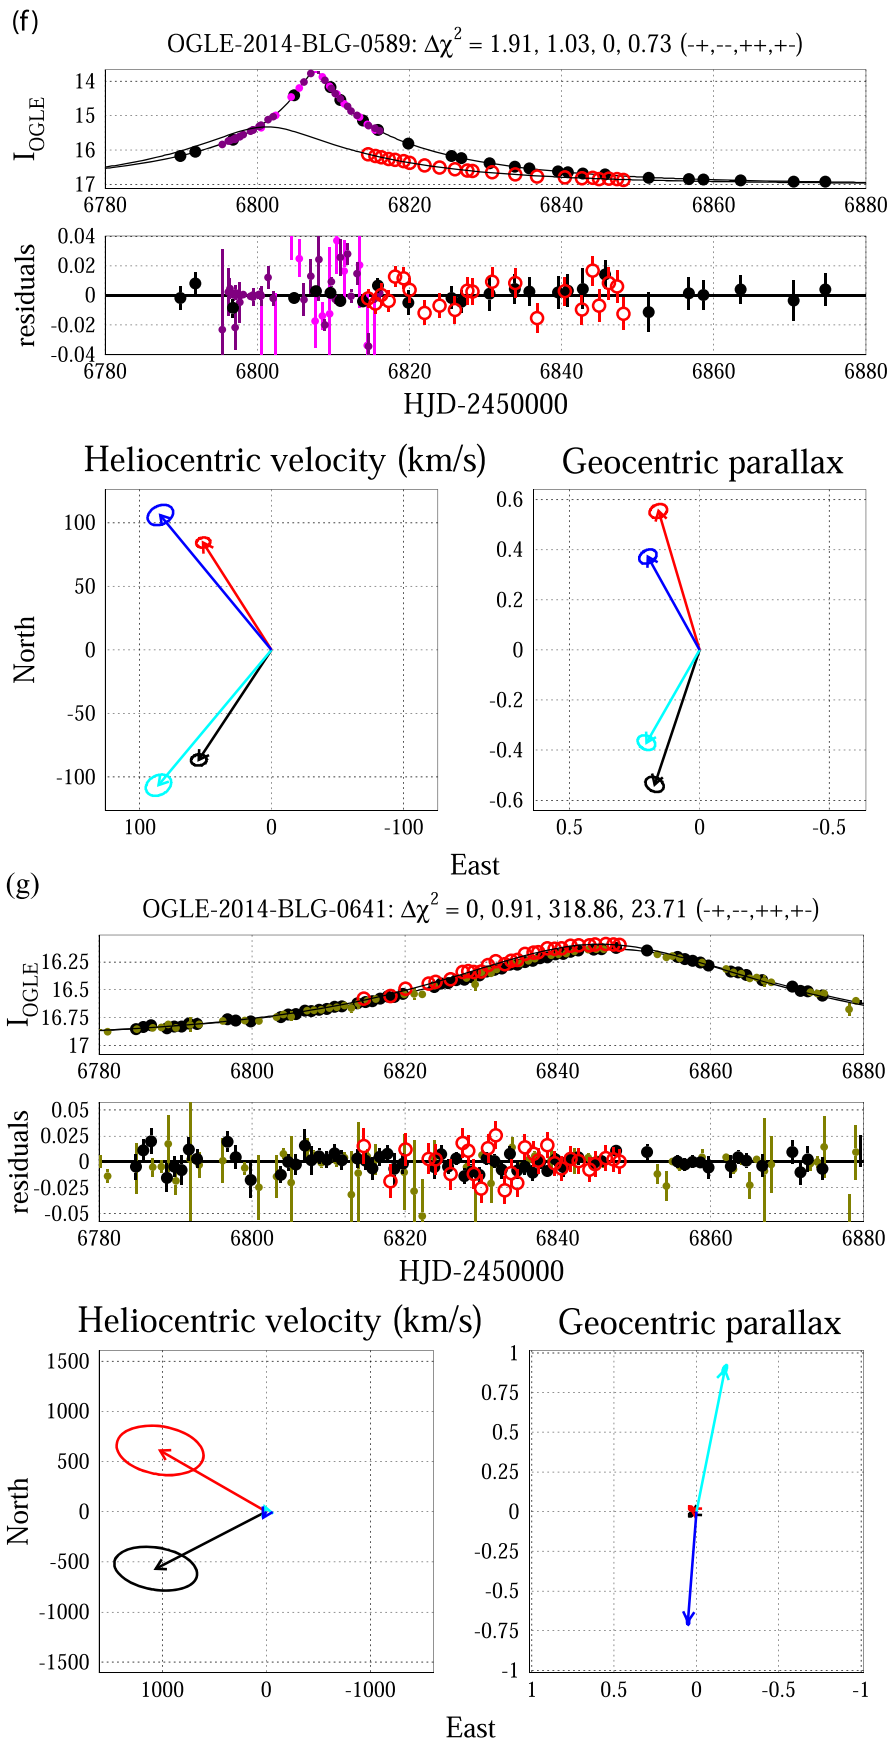 (f)
OGLE-2014-BLG-0589: Δχ² = 1.91, 1.03, 0, 0.73 (-+,--,++,+-)
I_OGLE
14
15
16
17
6780 6800 6820 6840 6860 6880
residuals
0.04
0.02
0
-0.02
-0.04
6780 6800 6820 6840 6860 6880
HJD-2450000
Heliocentric velocity (km/s) Geocentric parallax
North
100
50
0
-50
-100
100 0 -100
0.6
0.4
0.2
0
-0.2
-0.4
-0.6
0.5 0 -0.5
East
(g)
OGLE-2014-BLG-0641: Δχ² = 0, 0.91, 318.86, 23.71 (-+,--,++,+-)
I_OGLE
16.25
16.5
16.75
17
6780 6800 6820 6840 6860 6880
residuals
0.05
0.025
0
-0.025
-0.05
6780 6800 6820 6840 6860 6880
HJD-2450000
Heliocentric velocity (km/s) Geocentric parallax
North
1500
1000
500
0
-500
-1000
-1500
1000 0 -1000
1
0.75
0.5
0.25
0
-0.25
-0.5
-0.75
-1
1 0.5 0 -0.5 -1
East